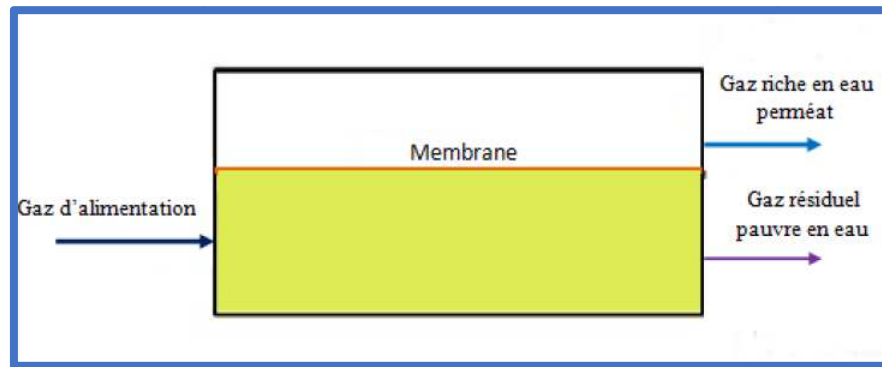 Gaz riche en eau
perméat
Membrane
Gaz d'alimentation
Gaz résiduel
pauvre en eau